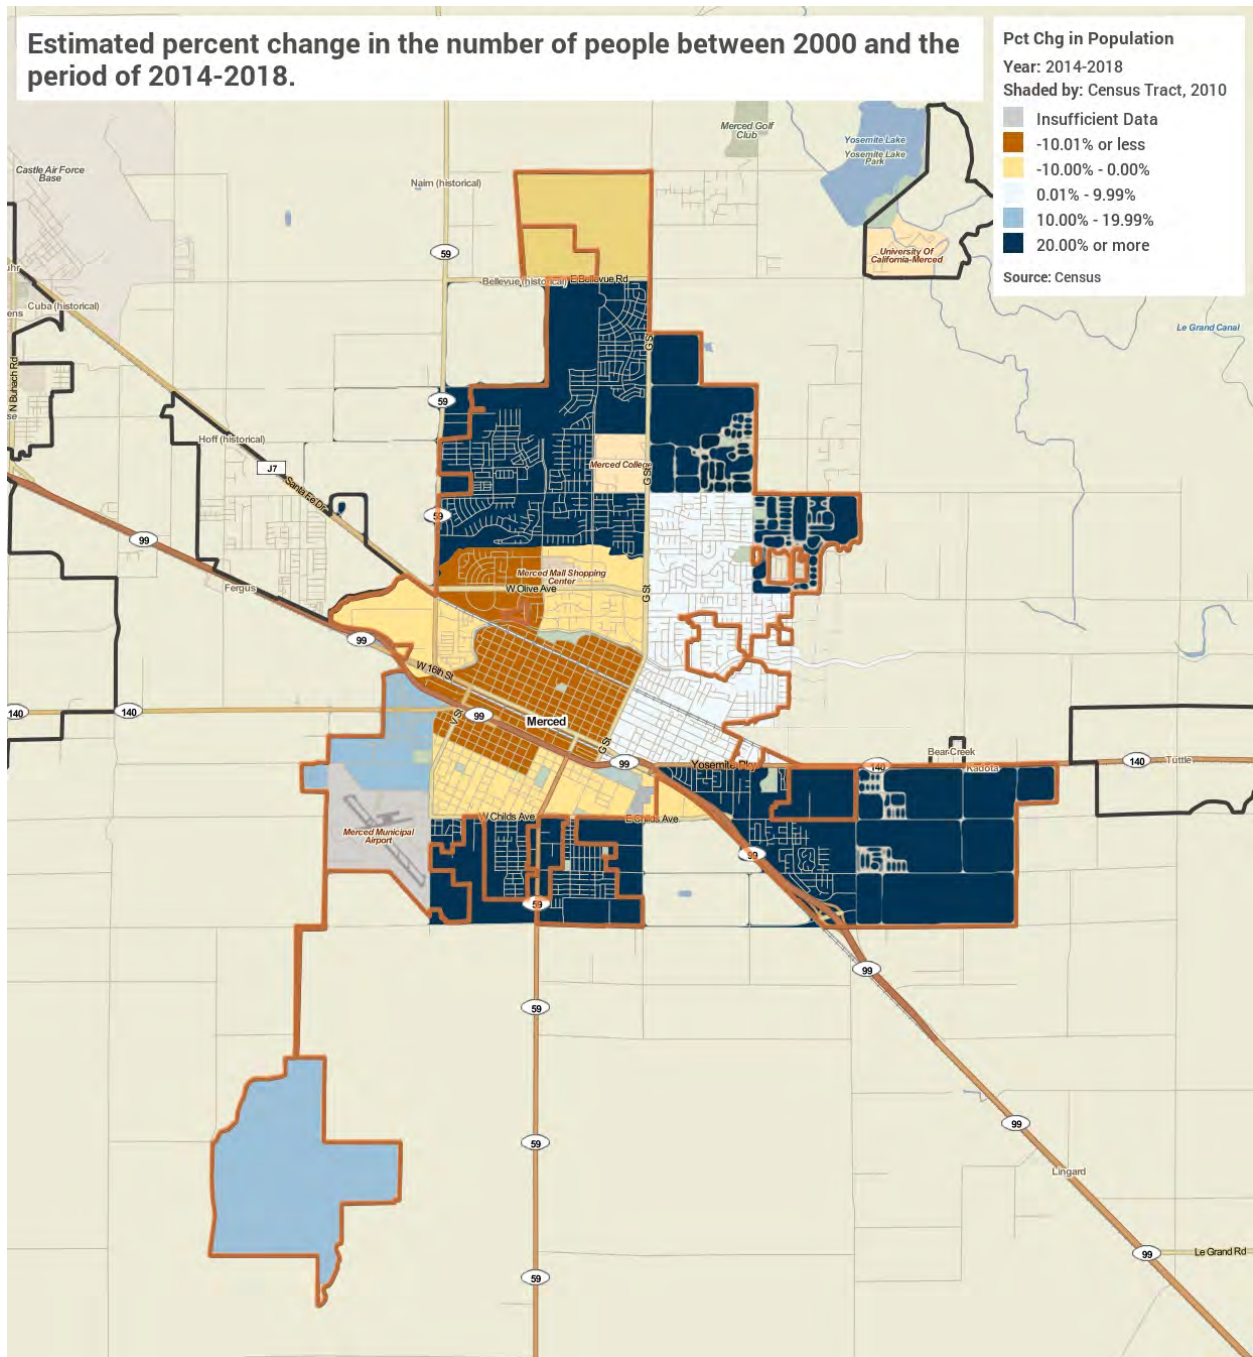 Estimated percent change in the number of people between 2000 and the
period of 2014-2018.
Pct Chg in Population
Year: 2014-2018
Shaded by: Census Tract, 2010
Insufficient Data
-10.01% or less
-10.00% - 0.00%
0.01% - 9.99%
10.00% - 19.99%
20.00% or more
Source: Census
Merced Golf
Club
Yosemite Lake
Yosemite Lake
Park
Castle Air Force
Base
Nairn (historical)
59
University Of
California-Merced
uhr
Bellevue (historical)
E Bellevue Rd
Cuba (historical)
ens
Le Grand Canal
G St
N Buhach Rd
59
se
Hoff (historical)
J7
Merced College
G St
Santa Fe Dr
59
99
Merced Mall Shopping
Center
Fergus
W Olive Ave
G St
99
W 16th St
140
140
V St
99
Merced
G St
99
Yosemite Pky
140
Bear Creek
Kadota
140
Tuttle
W Childs Ave
E Childs Ave
Merced Municipal
Airport
99
59
99
59
99
59
Lingard
99
Le Grand Rd
59